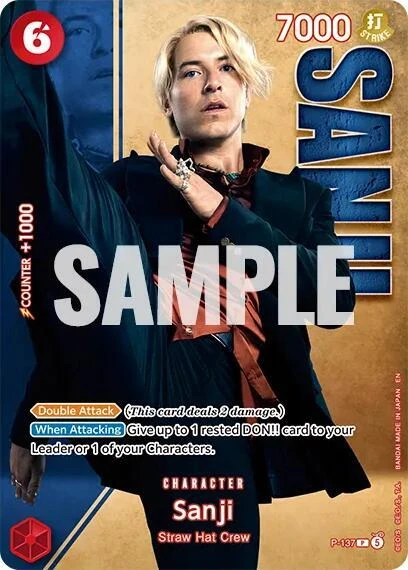 6
7000
打
STRIKE
SANJI
COUNTER +1000
SAMPLE
Double Attack (This card deals 2 damage.)
When Attacking Give up to 1 rested DON!! card to your
Leader or 1 of your Characters.
CHARACTER
Sanji
Straw Hat Crew
P-137 P 5
BANDAI MADE IN JAPAN EN